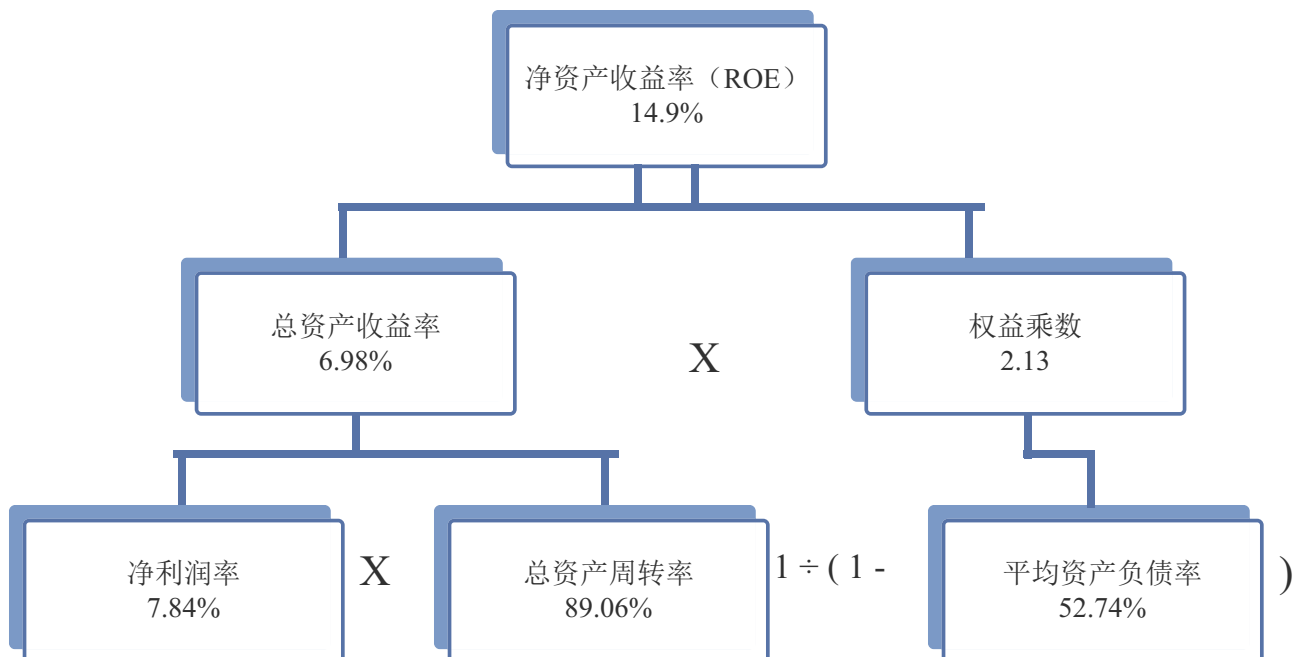 净资产收益率（ROE）
14.9%
总资产收益率
6.98%
X
权益乘数
2.13
净利润率
7.84%
X
总资产周转率
89.06%
1 ÷ ( 1 -
平均资产负债率
52.74%
)